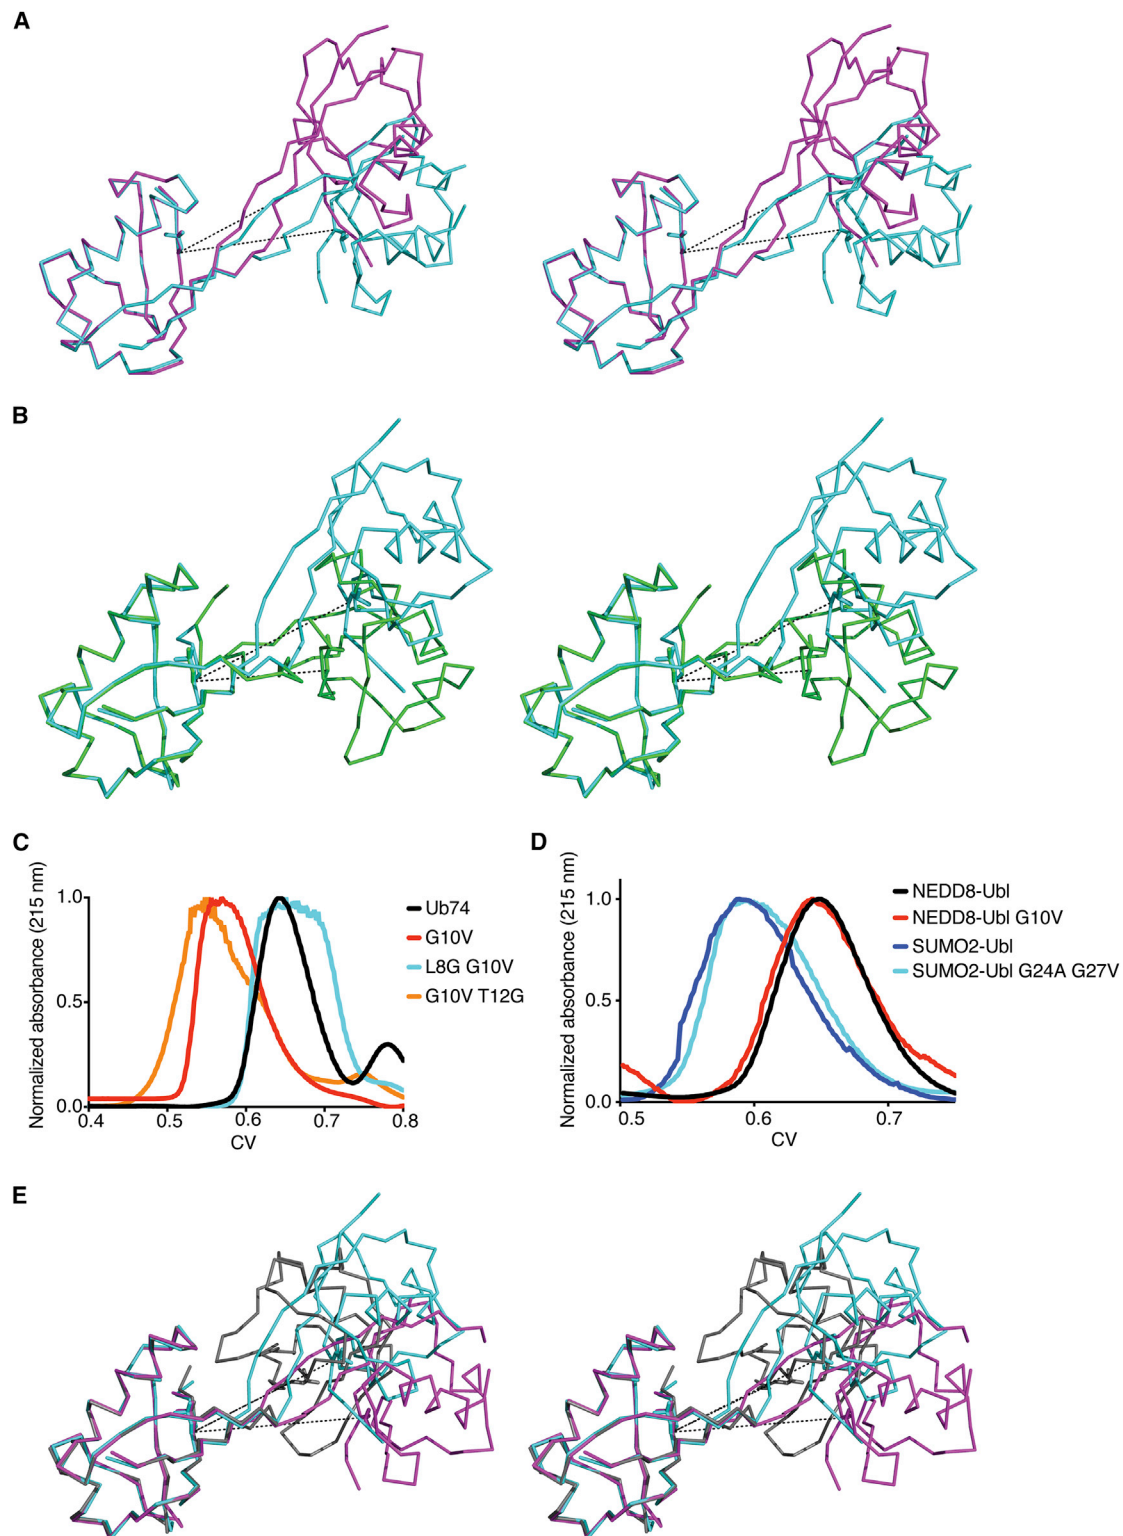 A
B
C
Normalized absorbance (215 nm)
1.0
0.5
0.0
0.4
0.5
0.6
0.7
0.8
CV
Ub74
G10V
L8G G10V
G10V T12G
D
Normalized absorbance (215 nm)
1.0
0.5
0.0
0.5
0.6
0.7
CV
NEDD8-Ubl
NEDD8-Ubl G10V
SUMO2-Ubl
SUMO2-Ubl G24A G27V
E